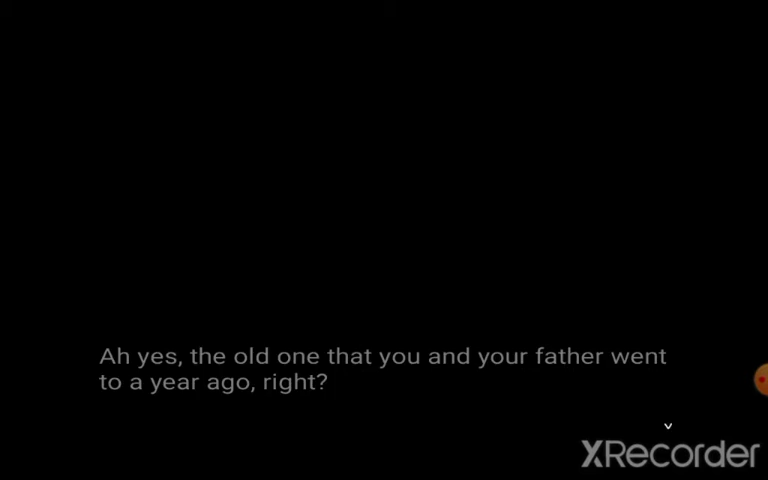 Ah yes, the old one that you and your father went
to a year ago, right?
XRecorder